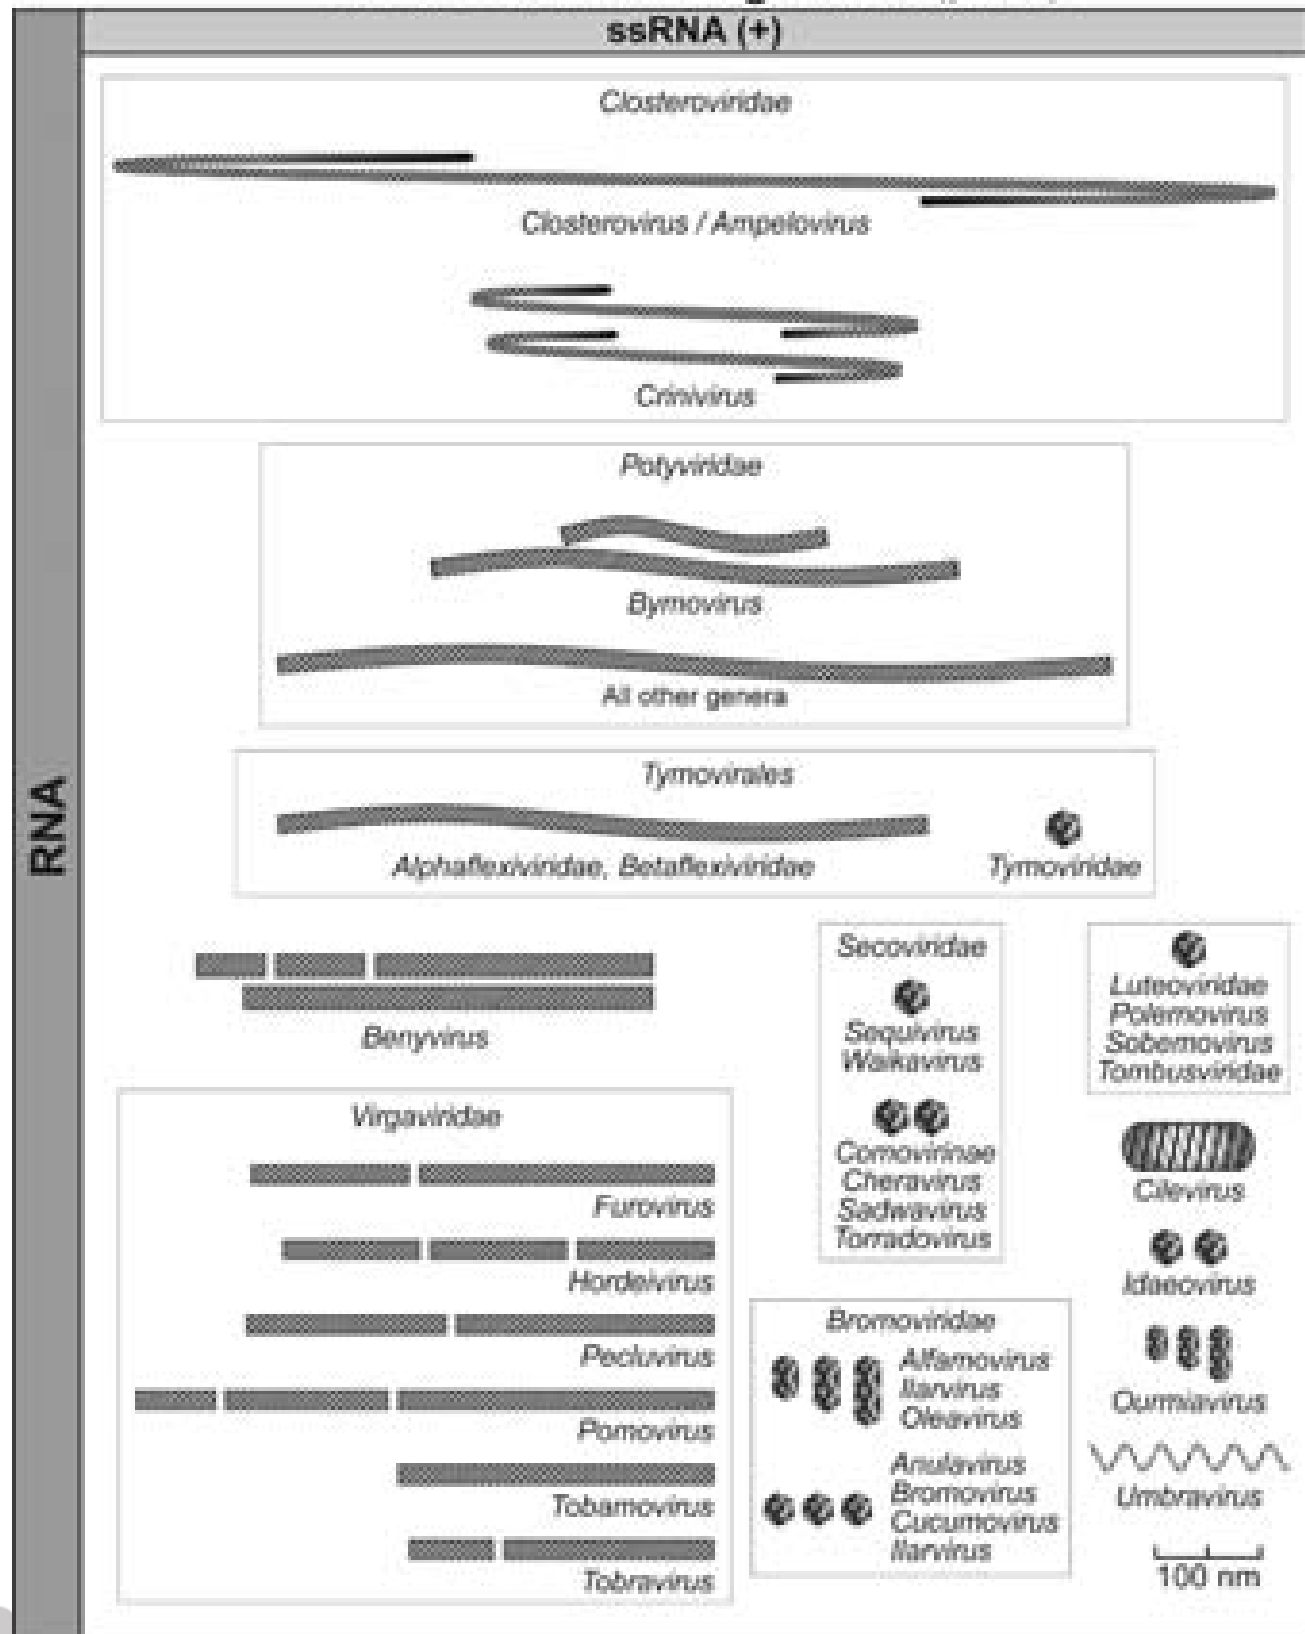 ssRNA (+)
RNA
Closteroviridae
Closterovirus / Ampelovirus
Crinivirus
Potyviridae
Bymovirus
All other genera
Tymovirales
Alphaflexiviridae, Betaflexiviridae
Tymoviridae
Benyvirus
Secoviridae
Sequivirus
Waikavirus
Comovirinae
Cheravirus
Sadwavirus
Torradovirus
Luteoviridae
Polemovirus
Sobemovirus
Tombusviridae
Cilevirus
Idaeovirus
Ourmiavirus
Umbravirus
100 nm
Virgaviridae
Furovirus
Hordeivirus
Pecluvirus
Pomovirus
Tobamovirus
Tobravirus
Bromoviridae
Alfamovirus
Ilarvirus
Oleavirus
Anulavirus
Bromovirus
Cucumovirus
Ilarvirus